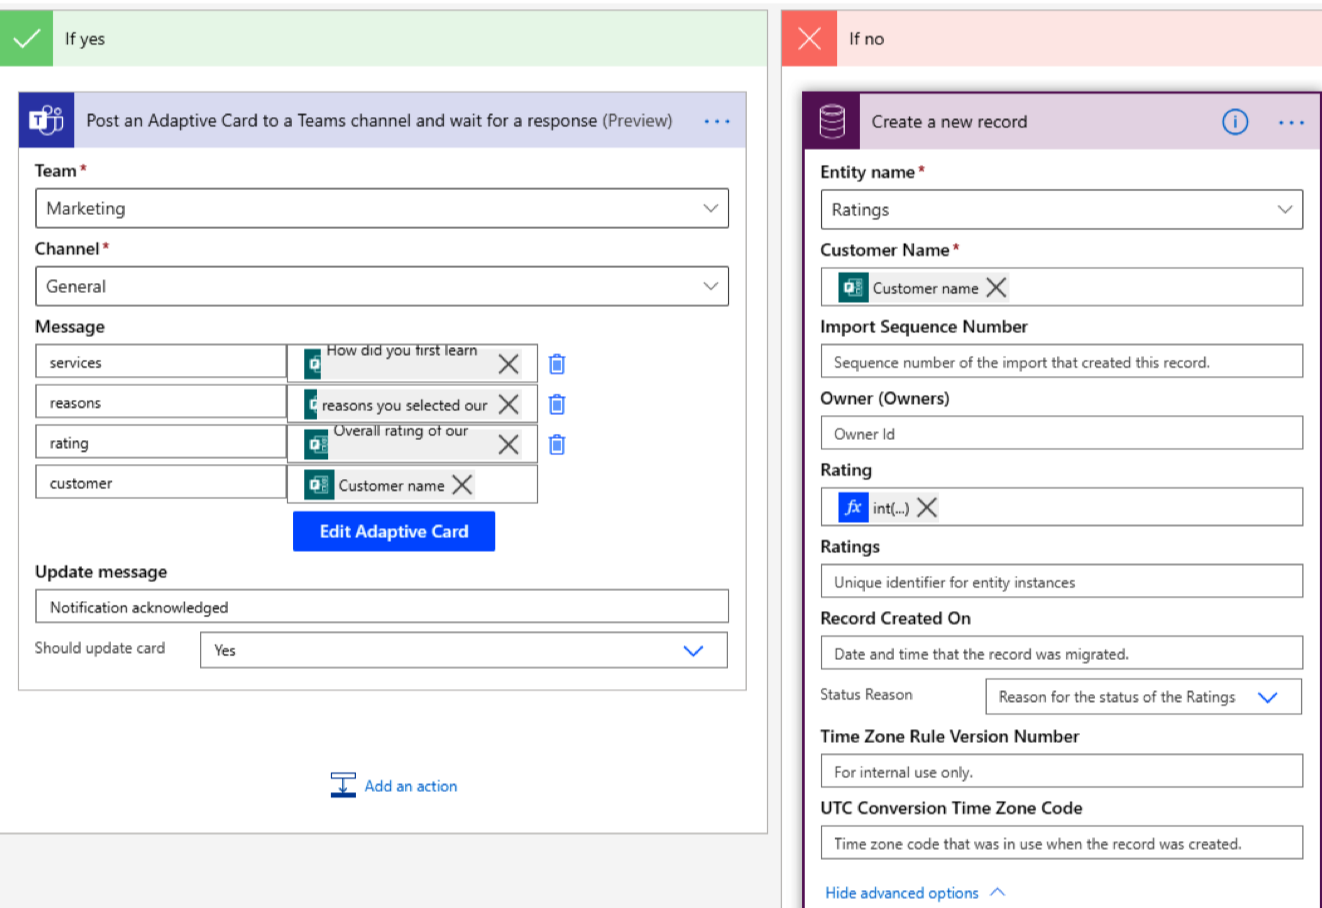 If yes
Post an Adaptive Card to a Teams channel and wait for a response (Preview)
Team *
Marketing
Channel *
General
Message
services
How did you first learn
reasons
reasons you selected our
rating
Overall rating of our
customer
Customer name
Edit Adaptive Card
Update message
Notification acknowledged
Should update card
Yes
Add an action
If no
Create a new record
Entity name *
Ratings
Customer Name *
Customer name
Import Sequence Number
Sequence number of the import that created this record.
Owner (Owners)
Owner Id
Rating
fx int(...)
Ratings
Unique identifier for entity instances
Record Created On
Date and time that the record was migrated.
Status Reason
Reason for the status of the Ratings
Time Zone Rule Version Number
For internal use only.
UTC Conversion Time Zone Code
Time zone code that was in use when the record was created.
Hide advanced options